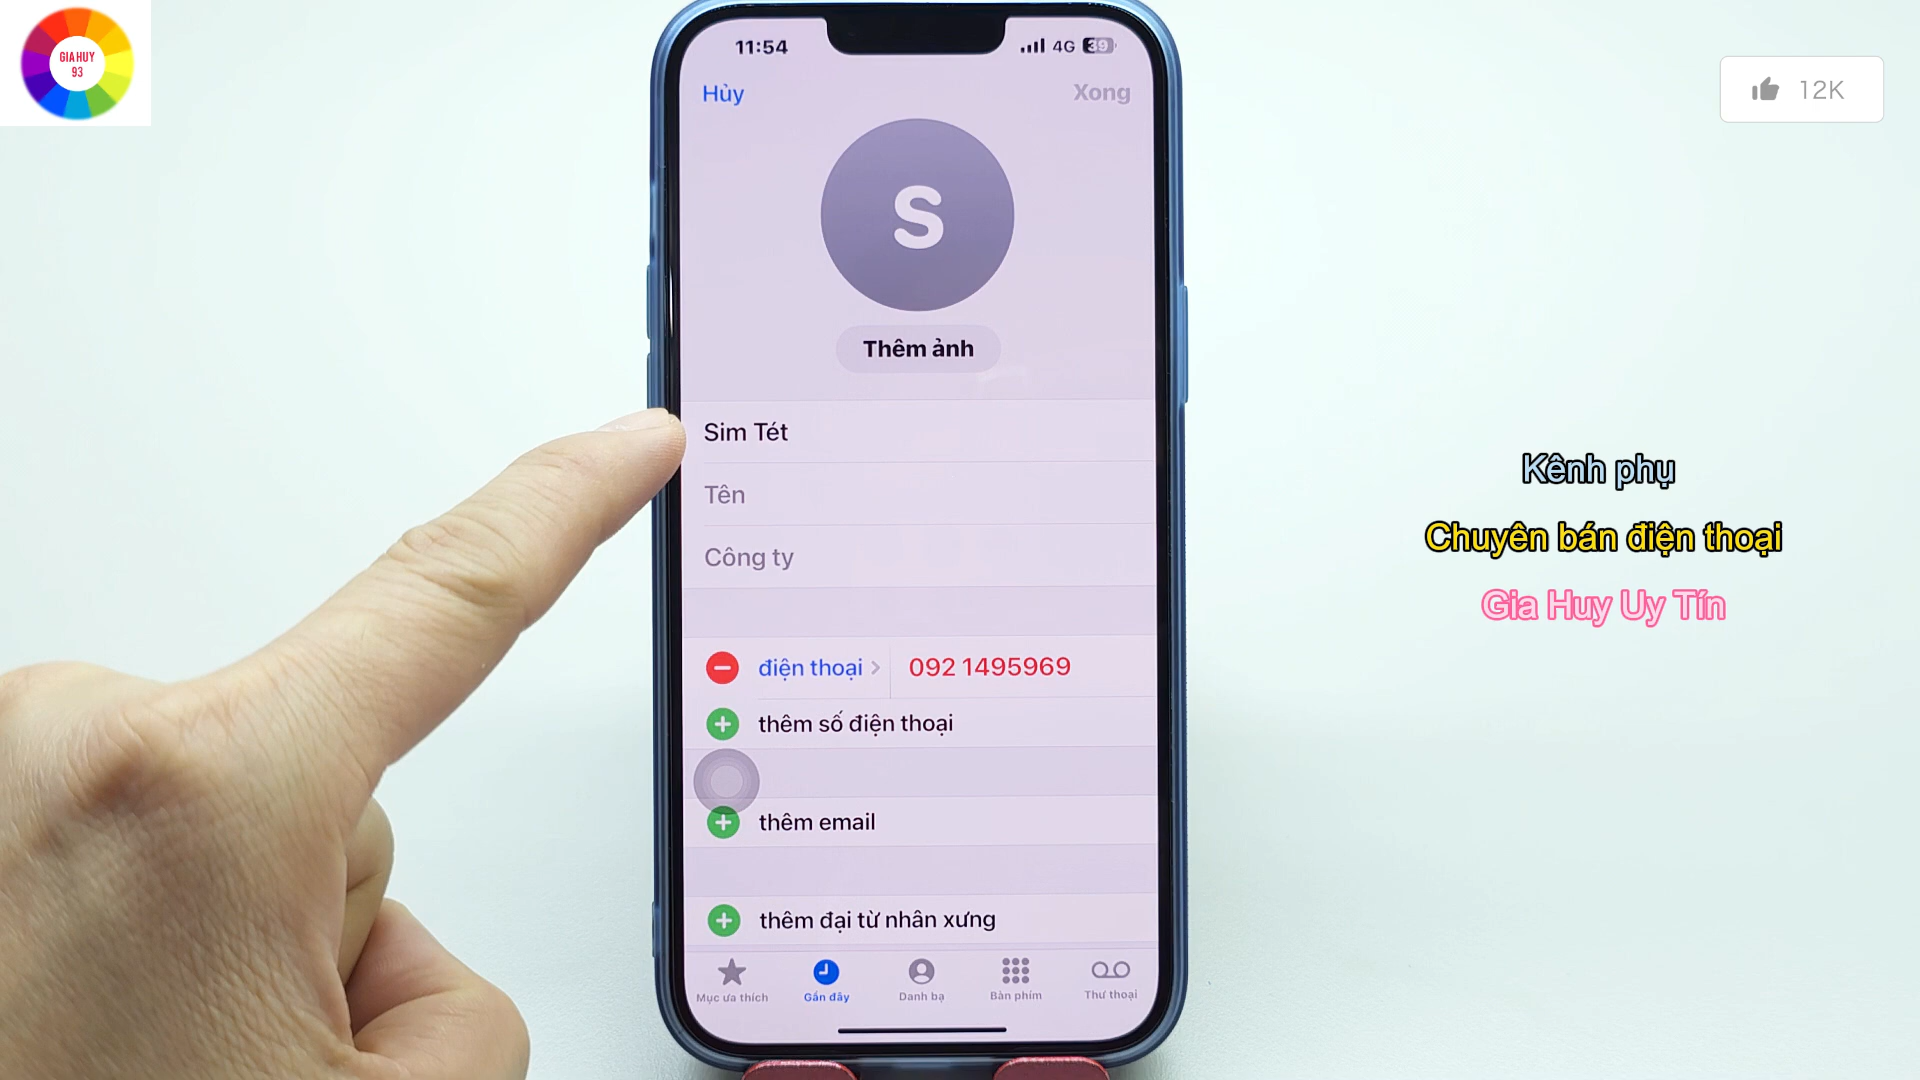 GIA HUY
93
11:54
4G 39
Hủy
Xong
S
Thêm ảnh
Sim Tét
Tên
Công ty
điện thoại
092 1495969
thêm số điện thoại
thêm email
thêm đại từ nhân xưng
Mục ưa thích
Gần đây
Danh bạ
Bàn phím
Thư thoại
12K
Kênh phụ
Chuyên bán điện thoại
Gia Huy Uy Tín